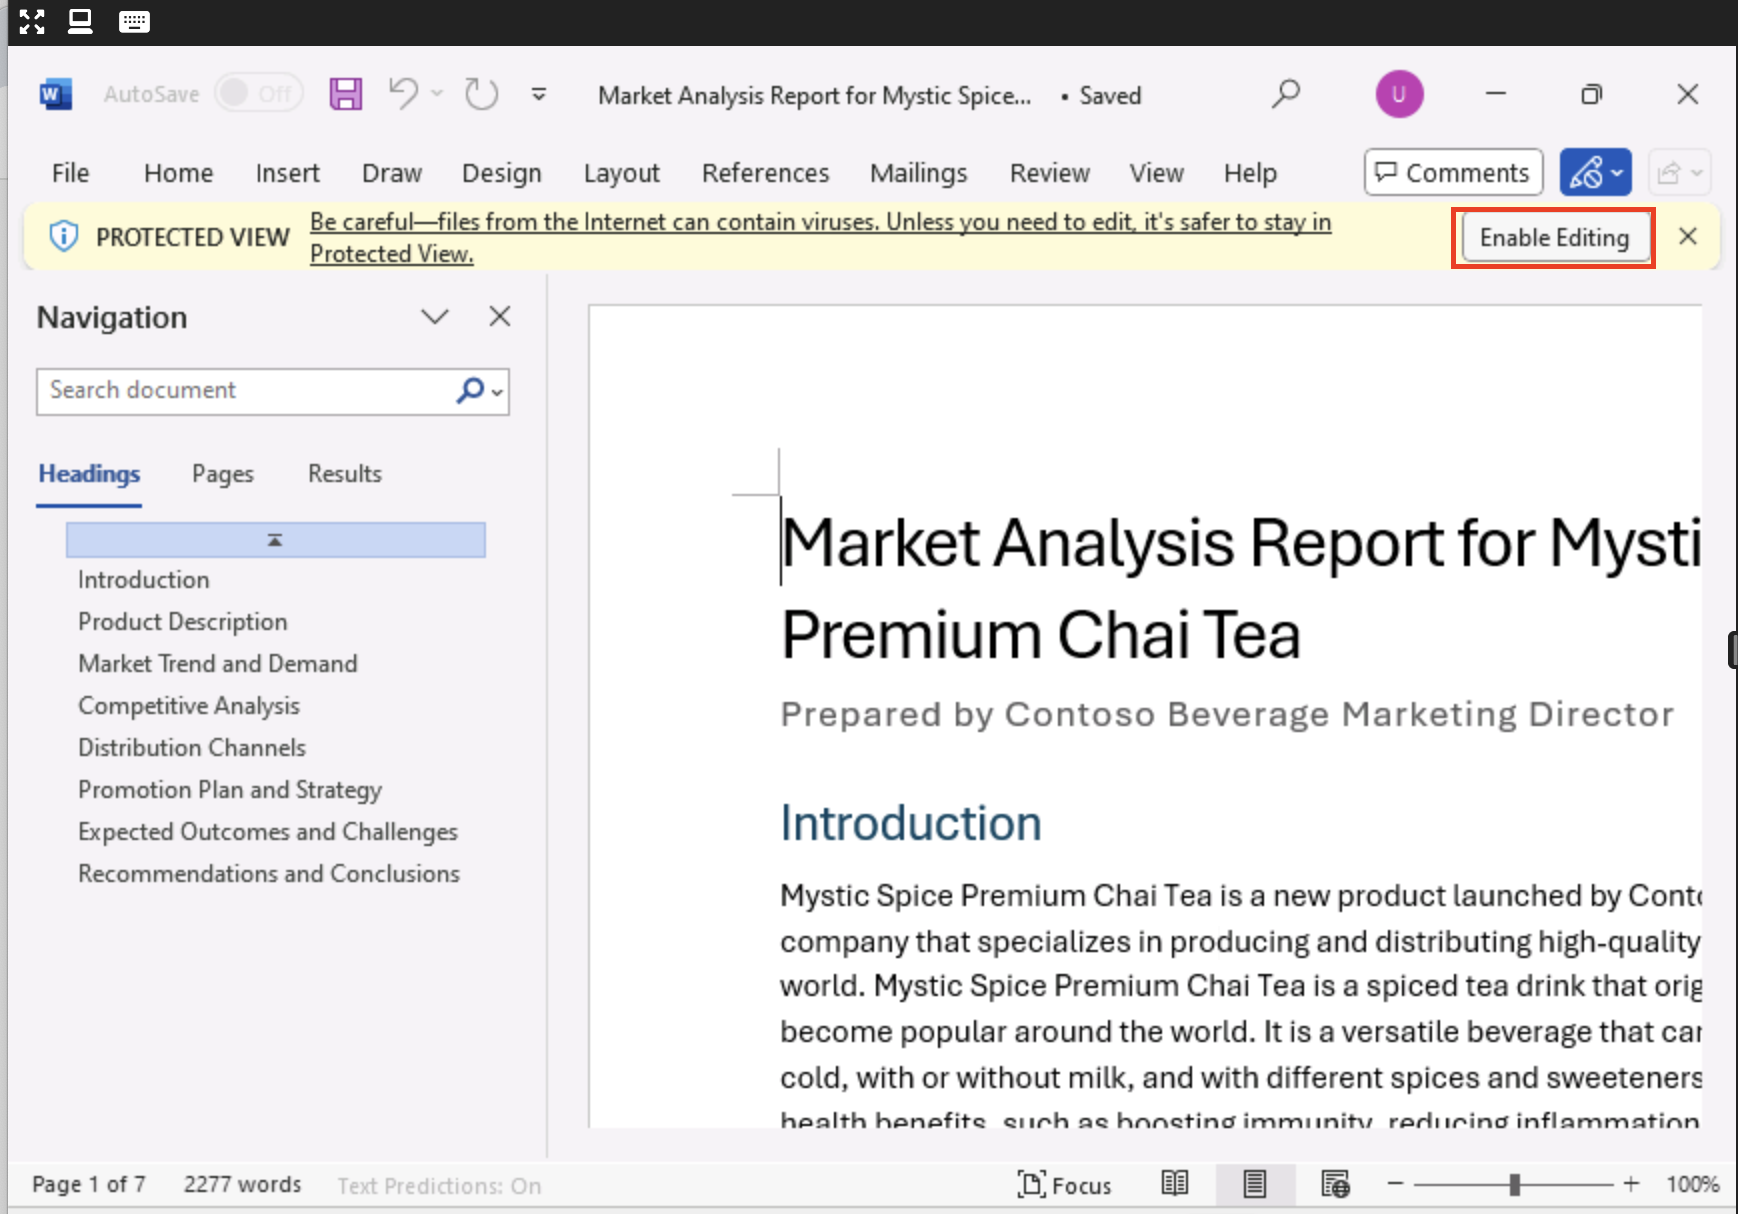 AutoSave Off Market Analysis Report for Mystic Spice... • Saved U
File Home Insert Draw Design Layout References Mailings Review View Help Comments
PROTECTED VIEW Be careful—files from the Internet can contain viruses. Unless you need to edit, it's safer to stay in
Protected View.
Enable Editing
Navigation
Search document
Headings Pages Results
Introduction
Product Description
Market Trend and Demand
Competitive Analysis
Distribution Channels
Promotion Plan and Strategy
Expected Outcomes and Challenges
Recommendations and Conclusions
Market Analysis Report for Mysti
Premium Chai Tea
Prepared by Contoso Beverage Marketing Director
Introduction
Mystic Spice Premium Chai Tea is a new product launched by Conto
company that specializes in producing and distributing high-quality
world. Mystic Spice Premium Chai Tea is a spiced tea drink that orig
become popular around the world. It is a versatile beverage that can
cold, with or without milk, and with different spices and sweeteners
health benefits, such as boosting immunity, reducing inflammation
Page 1 of 7 2277 words Text Predictions: On Focus 100%